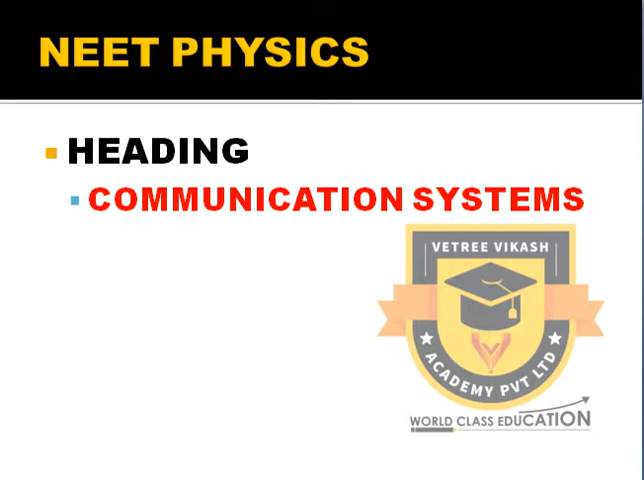 NEET PHYSICS
HEADING
COMMUNICATION SYSTEMS
VETREE VIKASH
ACADEMY PVT LTD
WORLD CLASS EDUCATION